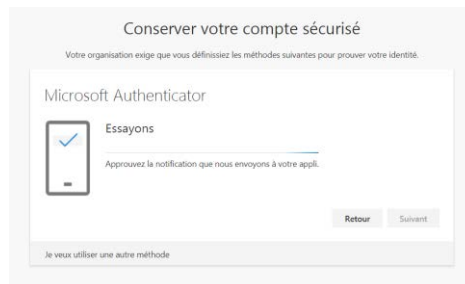 Conserver votre compte sécurisé
Votre organisation exige que vous définissiez les méthodes suivantes pour prouver votre identité.
Microsoft Authenticator
Essayons
Approuvez la notification que nous envoyons à votre appli.
Retour
Suivant
Je veux utiliser une autre méthode